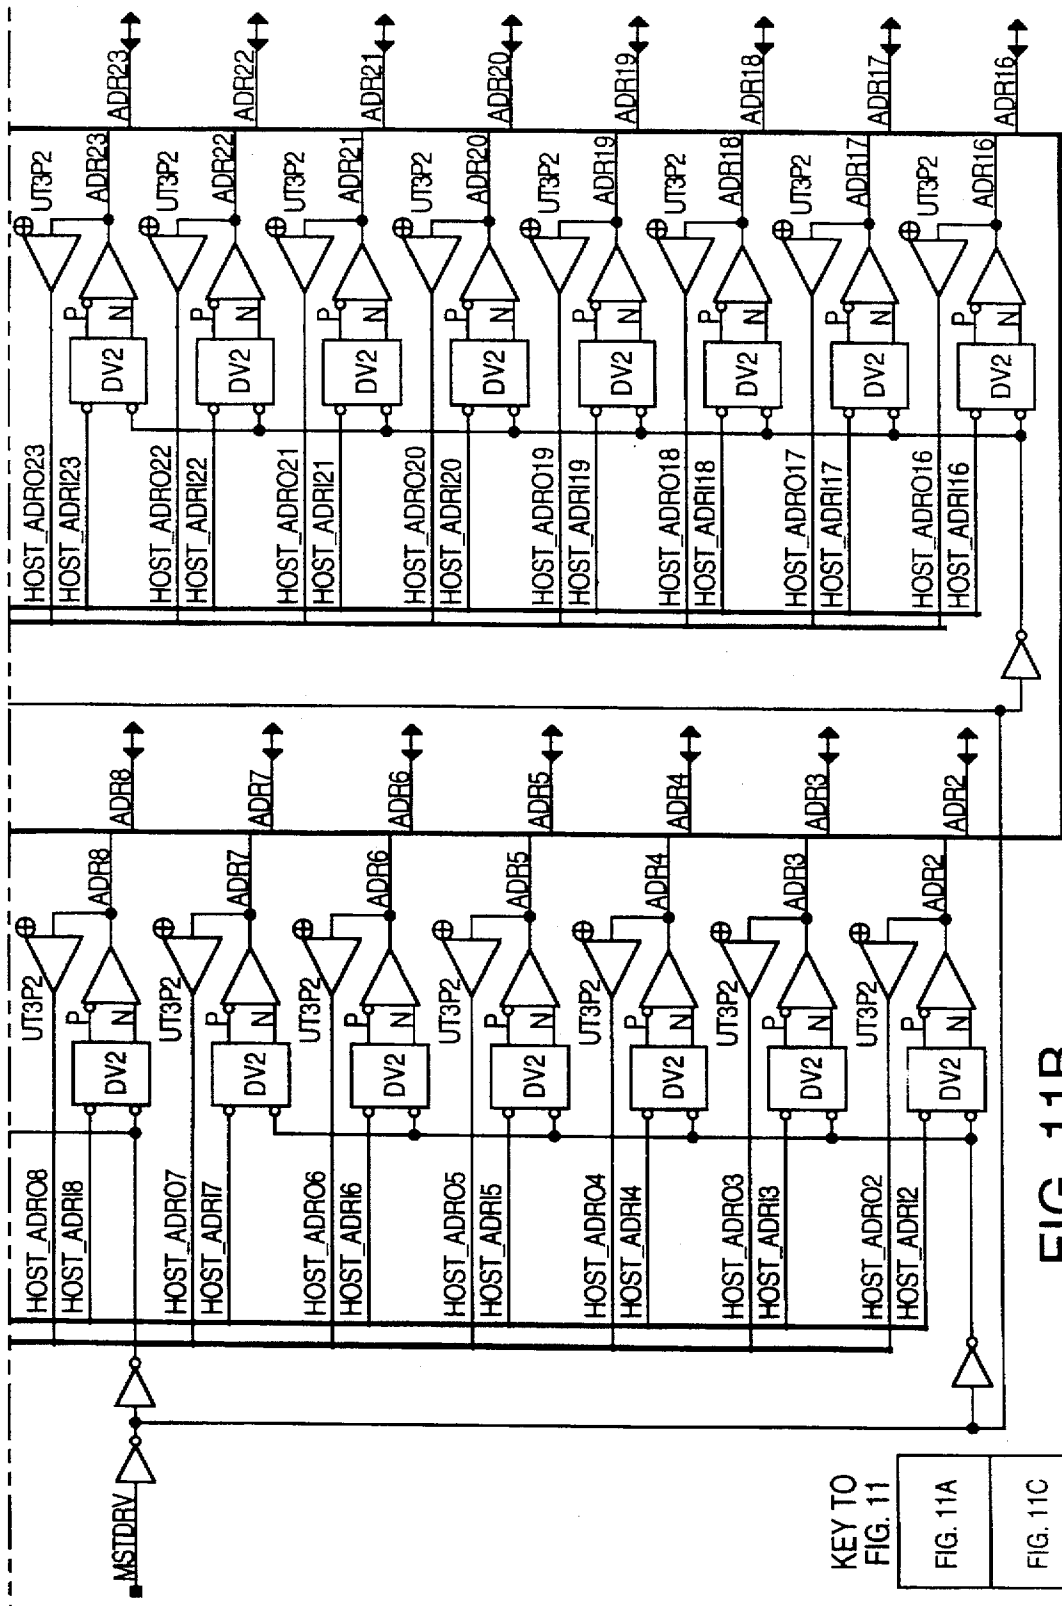 MSTDRV
HOST_ADRO8
HOST_ADRI8
UT3P2
P
N
DV2
ADR8
ADR8
HOST_ADRO7
HOST_ADRI7
UT3P2
P
N
DV2
ADR7
ADR7
HOST_ADRO6
HOST_ADRI6
UT3P2
P
N
DV2
ADR6
ADR6
HOST_ADRO5
HOST_ADRI5
UT3P2
P
N
DV2
ADR5
ADR5
HOST_ADRO4
HOST_ADRI4
UT3P2
P
N
DV2
ADR4
ADR4
HOST_ADRO3
HOST_ADRI3
UT3P2
P
N
DV2
ADR3
ADR3
HOST_ADRO2
HOST_ADRI2
UT3P2
P
N
DV2
ADR2
ADR2
HOST_ADRO23
HOST_ADRI23
UT3P2
P
N
DV2
ADR23
ADR23
HOST_ADRO22
HOST_ADRI22
UT3P2
P
N
DV2
ADR22
ADR22
HOST_ADRO21
HOST_ADRI21
UT3P2
P
N
DV2
ADR21
ADR21
HOST_ADRO20
HOST_ADRI20
UT3P2
P
N
DV2
ADR20
ADR20
HOST_ADRO19
HOST_ADRI19
UT3P2
P
N
DV2
ADR19
ADR19
HOST_ADRO18
HOST_ADRI18
UT3P2
P
N
DV2
ADR18
ADR18
HOST_ADRO17
HOST_ADRI17
UT3P2
P
N
DV2
ADR17
ADR17
HOST_ADRO16
HOST_ADRI16
UT3P2
P
N
DV2
ADR16
ADR16
KEY TO
FIG. 11
FIG. 11A
FIG. 11C
FIG. 11B